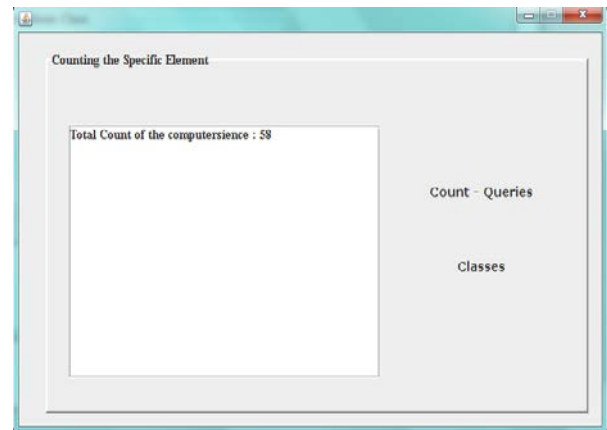 Counting the Specific Element
Total Count of the computersience : 58
Count - Queries
Classes